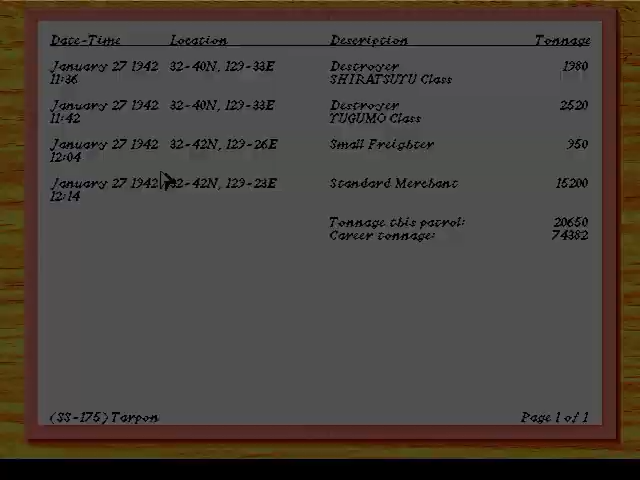 Date-Time Location Description Tonnage
January 27 1942 32-40N, 129-33E Destroyer 1980
11:36 SHIRATSUYU Class
January 27 1942 32-40N, 129-33E Destroyer 2520
11:42 YUGUMO Class
January 27 1942 32-42N, 129-26E Small Freighter 950
12:04
January 27 1942 32-42N, 129-23E Standard Merchant 15200
12:14
Tonnage this patrol: 20650
Career tonnage: 74382
(SS-175) Tarpon Page 1 of 1